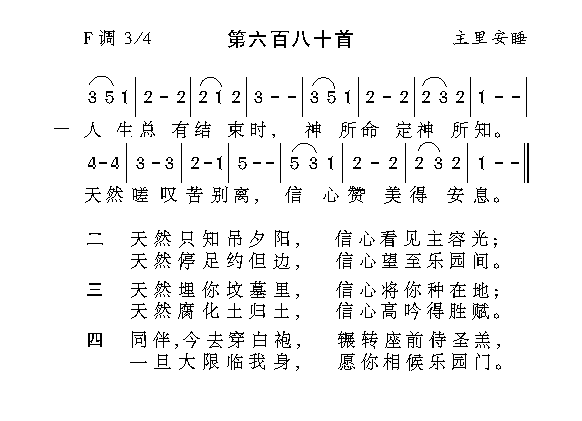 F 调 3/4 第六百八十首 主里安睡
3 5 1 | 2 - 2 | 2 1 2 | 3 - - | 3 5 1 | 2 - 2 | 2 3 2 | 1 - - |
一 人 生总 有结 束时， 神 所命 定神 所知。
4 - 4 | 3 - 3 | 2 - 1 | 5 - - | 5 3 1 | 2 - 2 | 2 3 2 | 1 - - ‖
天然 嗟 叹苦别离， 信 心赞 美得 安息。
二 天然只知吊夕阳， 信心看见主容光；
天然停足约但边， 信心望至乐园间。
三 天然埋你坟墓里， 信心将你种在地；
天然腐化土归土， 信心高吟得胜赋。
四 同伴,今去穿白袍， 辗转座前侍圣羔，
一旦大限临我身， 愿你相候乐园门。